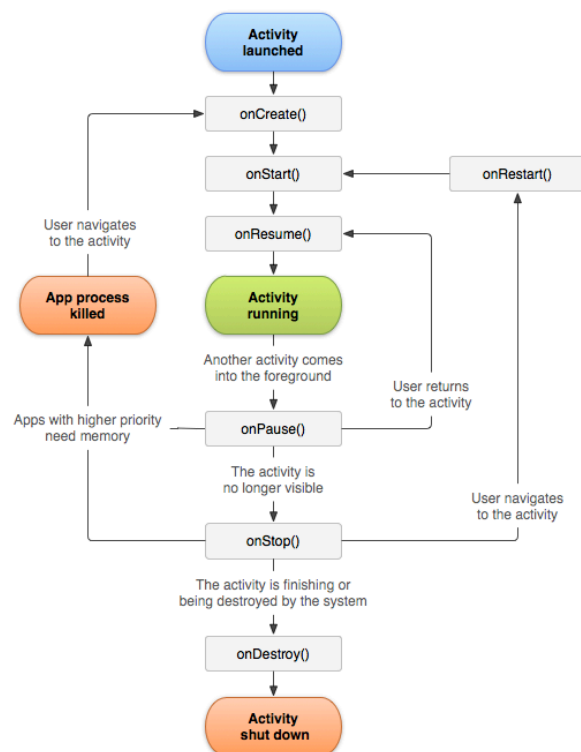 Activity
launched
onCreate()
onStart()
onRestart()
User navigates
to the activity
onResume()
App process
killed
Activity
running
Another activity comes
into the foreground
User returns
to the activity
Apps with higher priority
need memory
onPause()
The activity is
no longer visible
User navigates
to the activity
onStop()
The activity is finishing or
being destroyed by the system
onDestroy()
Activity
shut down